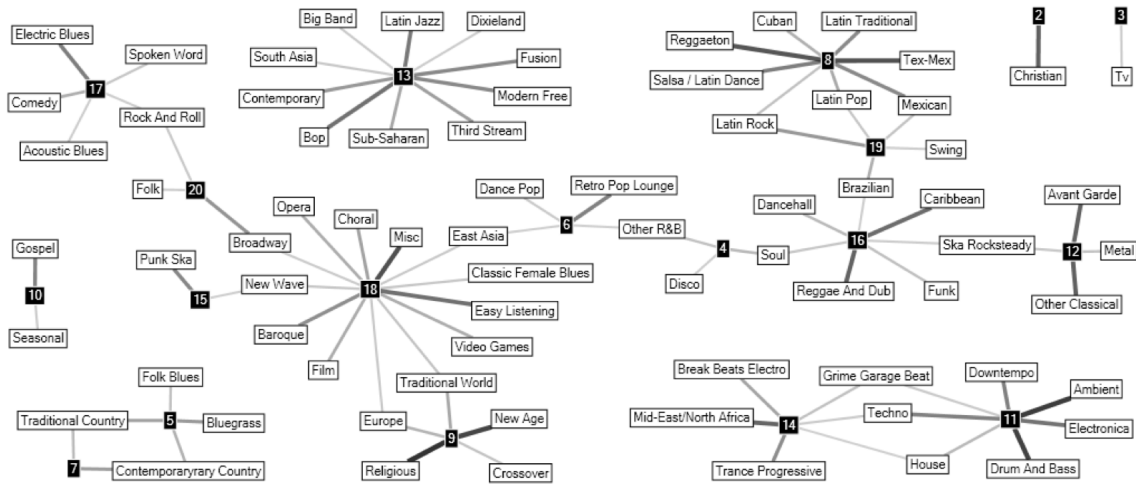 Big Band
Latin Jazz
Dixieland
Cuban
Latin Traditional
2
3
Electric Blues
Spoken Word
Reggaeton
South Asia
Fusion
8
Tex-Mex
13
Salsa / Latin Dance
Christian
Tv
17
Comedy
Contemporary
Modern Free
Latin Pop
Mexican
Rock And Roll
Latin Rock
Bop
Sub-Saharan
Third Stream
Acoustic Blues
19
Swing
Folk
20
Dance Pop
Retro Pop Lounge
Brazilian
Opera
Choral
Dancehall
Caribbean
Avant Garde
6
Other R&B
Misc
East Asia
Broadway
16
Ska Rocksteady
Gospel
4
Soul
12
Metal
Punk Ska
Classic Female Blues
New Wave
Disco
Reggae And Dub
Funk
10
15
18
Other Classical
Easy Listening
Seasonal
Baroque
Video Games
Film
Break Beats Electro
Downtempo
Folk Blues
Traditional World
Grime Garage Beat
Ambient
Traditional Country
5
Bluegrass
Europe
New Age
Mid-East/North Africa
Techno
11
14
Electronica
9
7
Contemporaryrary Country
Religious
Crossover
Trance Progressive
House
Drum And Bass